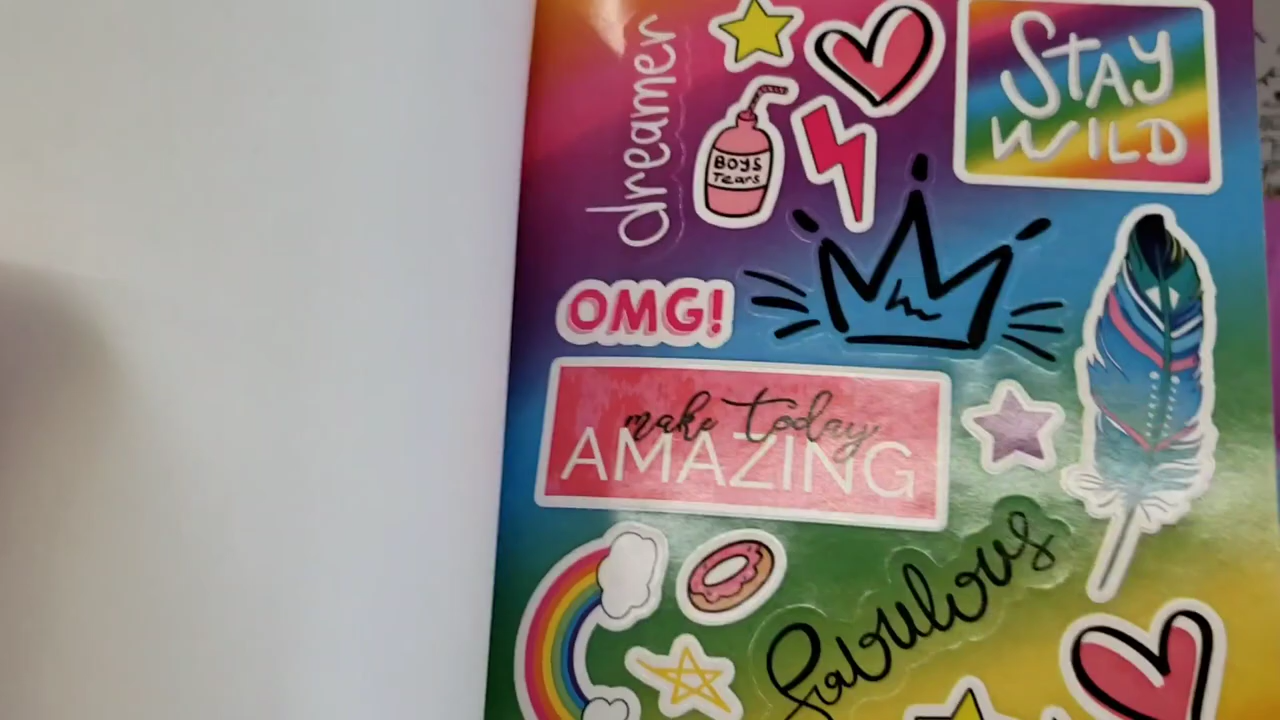 dreamer
STAY
WILD
BOYS
Tears
OMG!
make today
AMAZING
fabulous